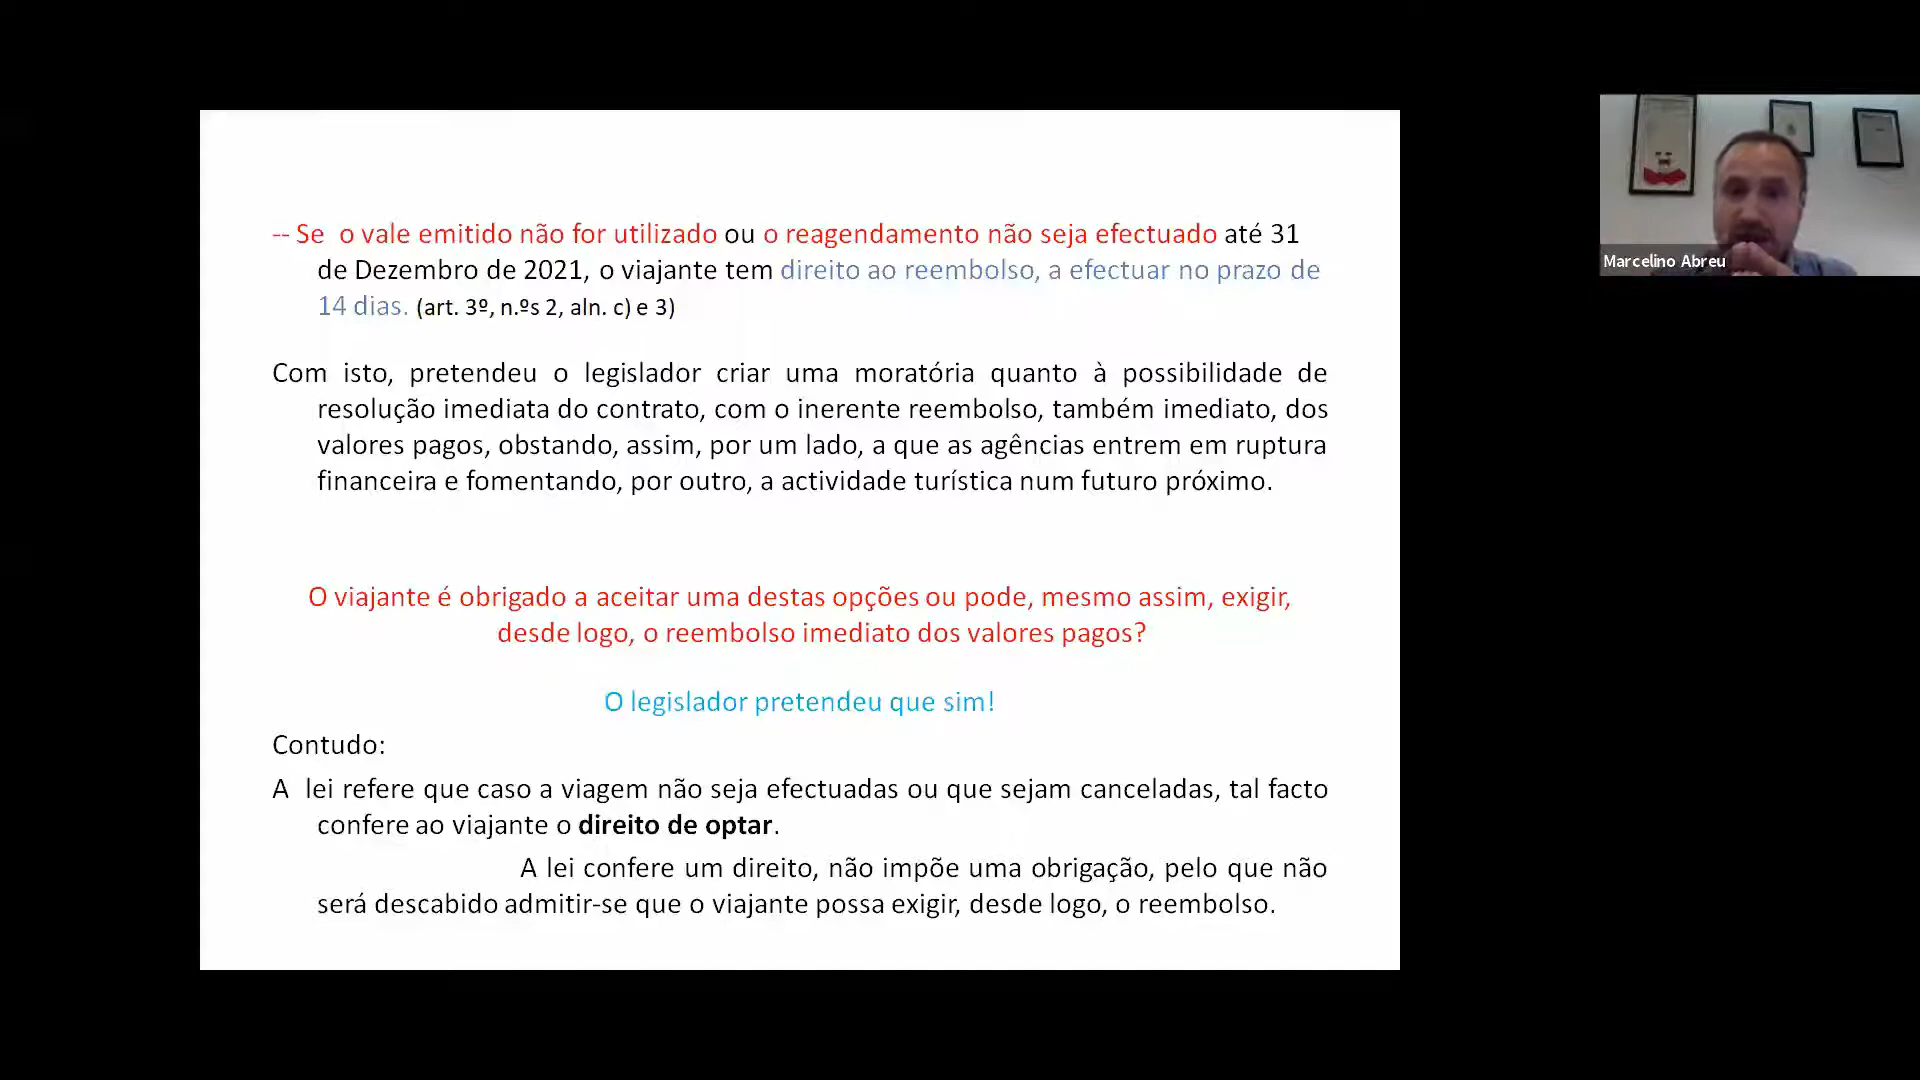 -- Se o vale emitido não for utilizado ou o reagendamento não seja efectuado até 31
de Dezembro de 2021, o viajante tem direito ao reembolso, a efectuar no prazo de
14 dias. (art. 3º, n.ºs 2, aln. c) e 3)
Com isto, pretendeu o legislador criar uma moratória quanto à possibilidade de
resolução imediata do contrato, com o inerente reembolso, também imediato, dos
valores pagos, obstando, assim, por um lado, a que as agências entrem em ruptura
financeira e fomentando, por outro, a actividade turística num futuro próximo.
O viajante é obrigado a aceitar uma destas opções ou pode, mesmo assim, exigir,
desde logo, o reembolso imediato dos valores pagos?
O legislador pretendeu que sim!
Contudo:
A lei refere que caso a viagem não seja efectuadas ou que sejam canceladas, tal facto
confere ao viajante o direito de optar.
A lei confere um direito, não impõe uma obrigação, pelo que não
será descabido admitir-se que o viajante possa exigir, desde logo, o reembolso.
Marcelino Abreu